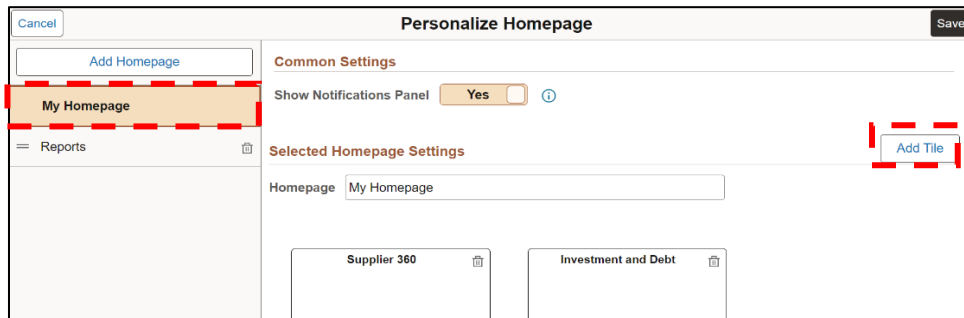 Cancel
Personalize Homepage
Save
Add Homepage
Common Settings
Show Notifications Panel
Yes
My Homepage
Reports
Selected Homepage Settings
Add Tile
Homepage
My Homepage
Supplier 360
Investment and Debt